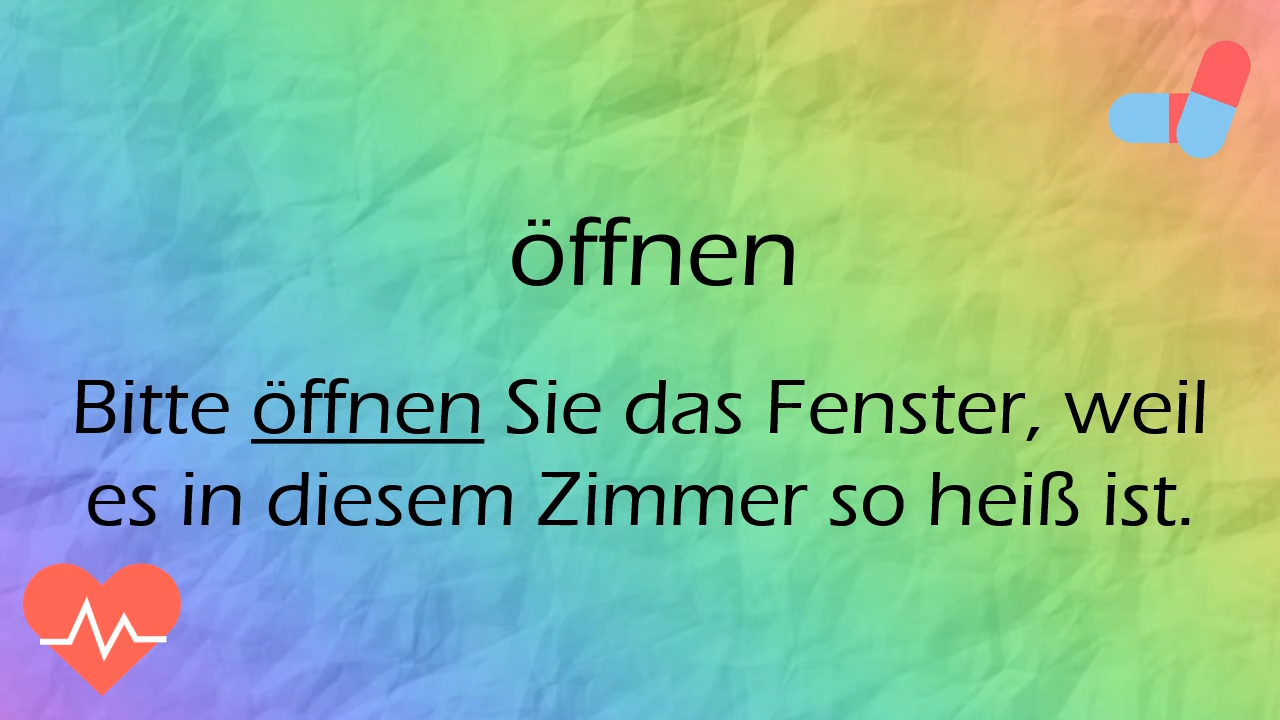 öffnen
Bitte öffnen Sie das Fenster, weil
es in diesem Zimmer so heiß ist.